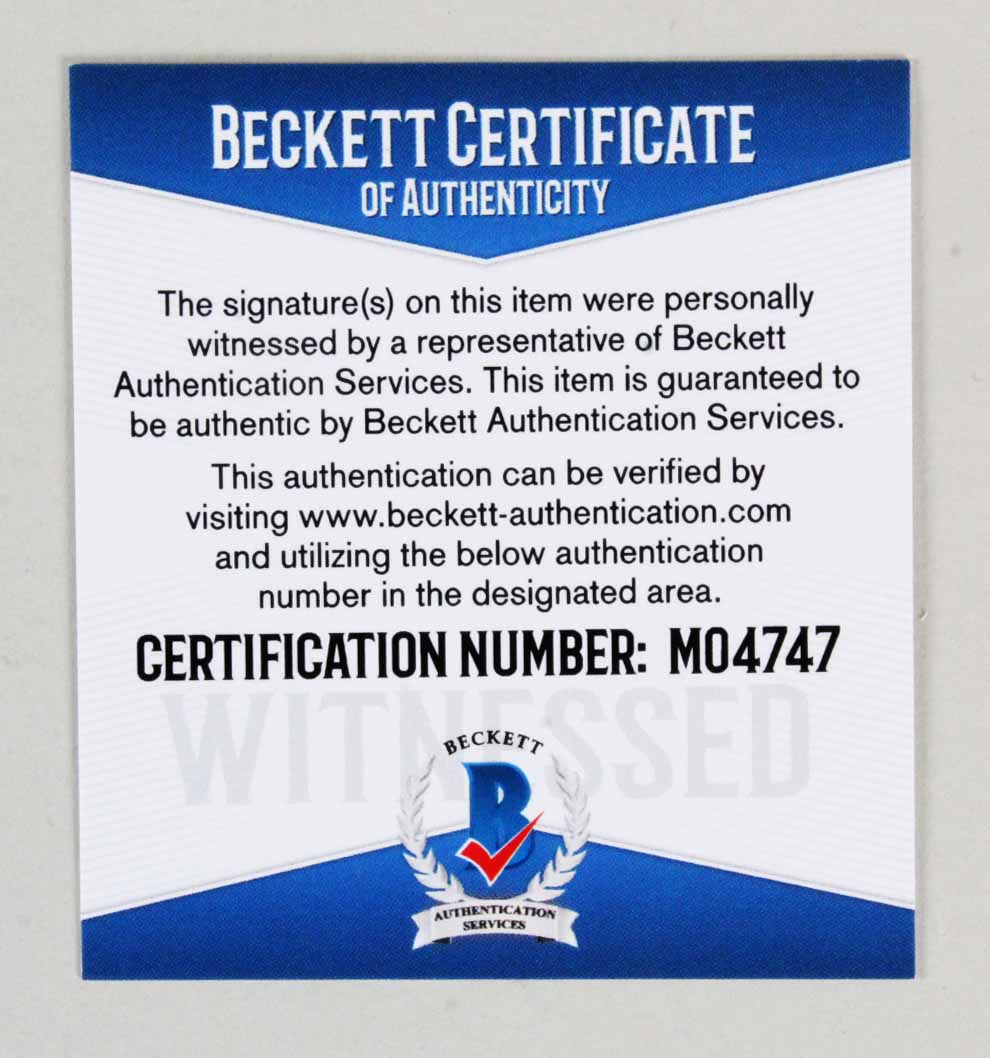 BECKETT CERTIFICATE
OF AUTHENTICITY
The signature(s) on this item were personally
witnessed by a representative of Beckett
Authentication Services. This item is guaranteed to
be authentic by Beckett Authentication Services.
This authentication can be verified by
visiting www.beckett-authentication.com
and utilizing the below authentication
number in the designated area.
CERTIFICATION NUMBER: M04747
WITNESSED
BECKETT
B
AUTHENTICATION
SERVICES